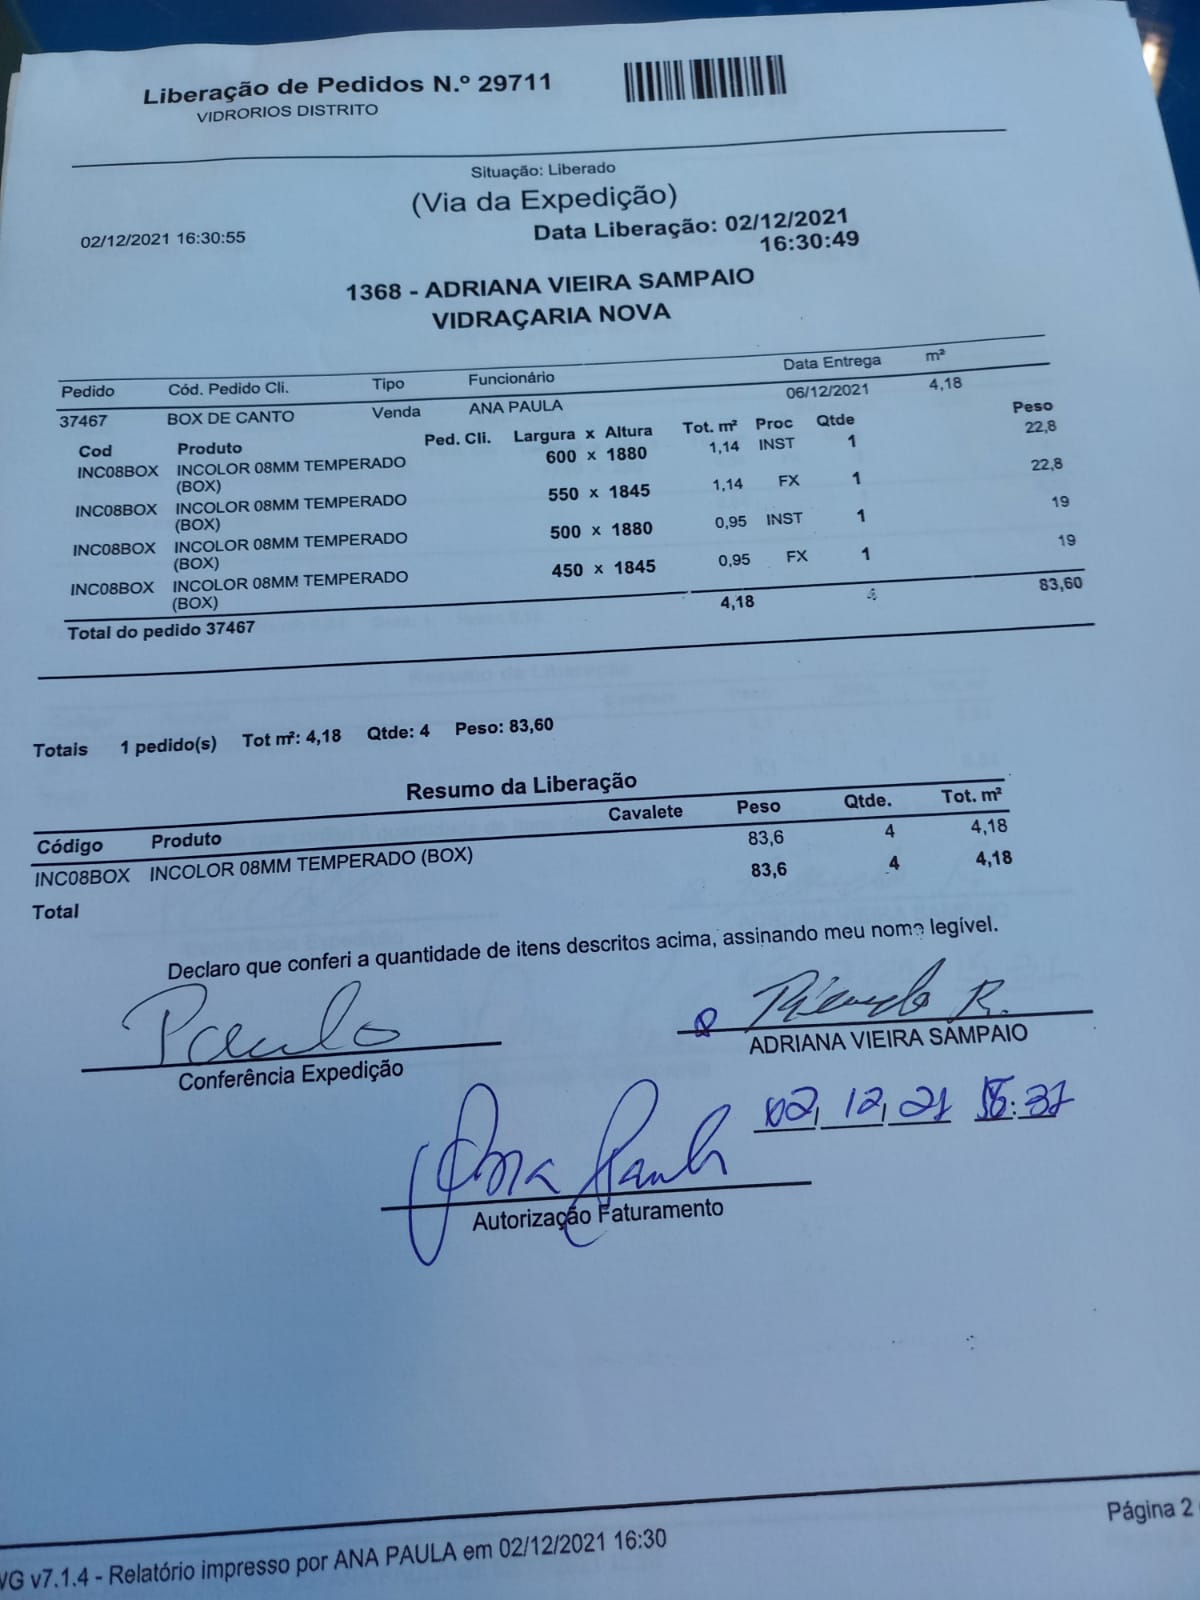 Liberação de Pedidos N.º 29711
VIDRORIOS DISTRITO
Situação: Liberado
(Via da Expedição)
02/12/2021 16:30:55
Data Liberação: 02/12/2021
16:30:49
1368 - ADRIANA VIEIRA SAMPAIO
VIDRAÇARIA NOVA
Pedido Cód. Pedido Cli. Tipo Funcionário Data Entrega m²
37467 BOX DE CANTO Venda ANA PAULA 06/12/2021 4,18
Cod Produto Ped. Cli. Largura x Altura Tot. m² Proc Qtde Peso
INC08BOX INCOLOR 08MM TEMPERADO 600 x 1880 1,14 INST 1 22,8
(BOX)
INC08BOX INCOLOR 08MM TEMPERADO 550 x 1845 1,14 FX 1 22,8
(BOX)
INC08BOX INCOLOR 08MM TEMPERADO 500 x 1880 0,95 INST 1 19
(BOX)
INC08BOX INCOLOR 08MM TEMPERADO 450 x 1845 0,95 FX 1 19
(BOX)
Total do pedido 37467 4,18 4 83,60
Totais 1 pedido(s) Tot m²: 4,18 Qtde: 4 Peso: 83,60
Resumo da Liberação
Código Produto Cavalete Peso Qtde. Tot. m²
INC08BOX INCOLOR 08MM TEMPERADO (BOX) 83,6 4 4,18
Total 83,6 4 4,18
Declaro que conferi a quantidade de itens descritos acima, assinando meu nome legível.
Paulo
Conferência Expedição
Ricardo R.
ADRIANA VIEIRA SAMPAIO
02, 12, 21
Ana Paula
Autorização Faturamento
Página 2
WG v7.1.4 - Relatório impresso por ANA PAULA em 02/12/2021 16:30